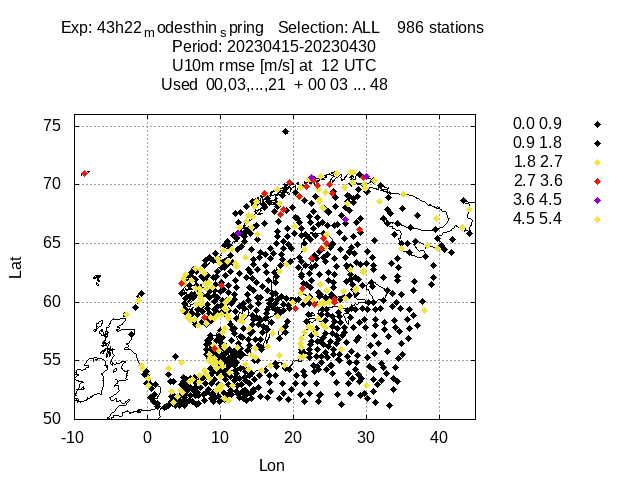 Exp: 43h22modesthinspring Selection: ALL 986 stations
Period: 20230415-20230430
U10m rmse [m/s] at 12 UTC
Used 00,03,...,21 + 00 03 ... 48
75
70
65
60
55
50
Lat
-10 0 10 20 30 40
Lon
0.0 0.9
0.9 1.8
1.8 2.7
2.7 3.6
3.6 4.5
4.5 5.4